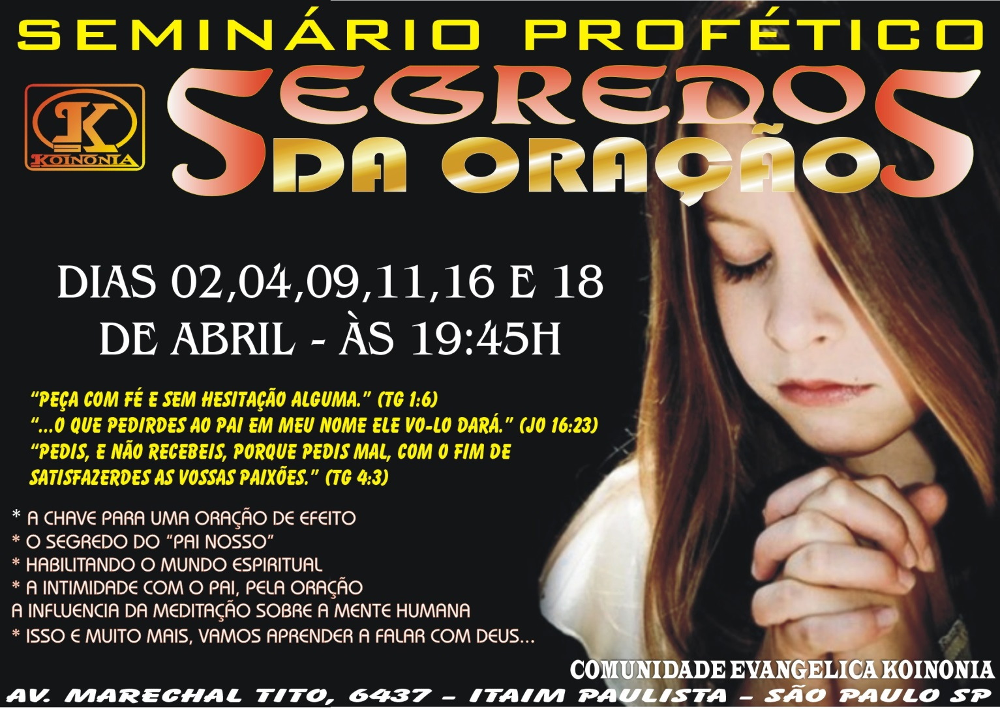 SEMINÁRIO PROFÉTICO
SEGREDOS
DA ORAÇÃO
K
KOINONIA
DIAS 02,04,09,11,16 E 18
DE ABRIL - ÀS 19:45H
“PEÇA COM FÉ E SEM HESITAÇÃO ALGUMA.” (TG 1:6)
“...O QUE PEDIRDES AO PAI EM MEU NOME ELE VO-LO DARÁ.” (JO 16:23)
“PEDIS, E NÃO RECEBEIS, PORQUE PEDIS MAL, COM O FIM DE
SATISFAZERDES AS VOSSAS PAIXÕES.” (TG 4:3)
* A CHAVE PARA UMA ORAÇÃO DE EFEITO
* O SEGREDO DO “PAI NOSSO”
* HABILITANDO O MUNDO ESPIRITUAL
* A INTIMIDADE COM O PAI, PELA ORAÇÃO
A INFLUENCIA DA MEDITAÇÃO SOBRE A MENTE HUMANA
* ISSO E MUITO MAIS, VAMOS APRENDER A FALAR COM DEUS...
COMUNIDADE EVANGELICA KOINONIA
AV. MARECHAL TITO, 6437 - ITAIM PAULISTA - SÃO PAULO SP